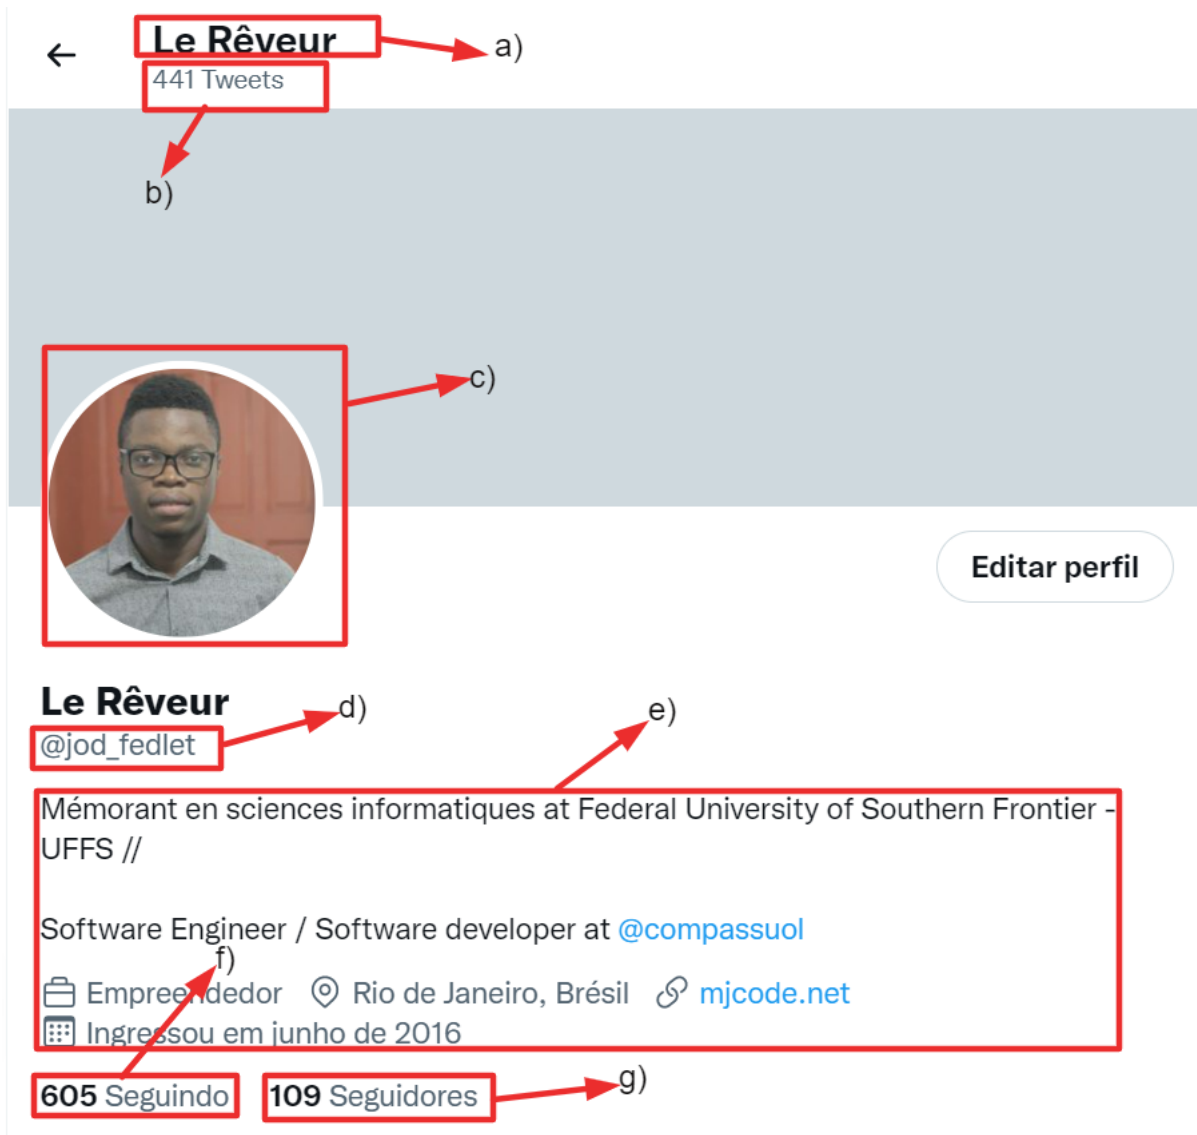 Le Rêveur
a)
441 Tweets
b)
c)
Editar perfil
Le Rêveur
d)
@jod_fedlet
e)
Mémorant en sciences informatiques at Federal University of Southern Frontier -
UFFS //
Software Engineer / Software developer at @compassuol
f)
Empreendedor Rio de Janeiro, Brésil mjcode.net
Ingressou em junho de 2016
605 Seguindo 109 Seguidores
g)